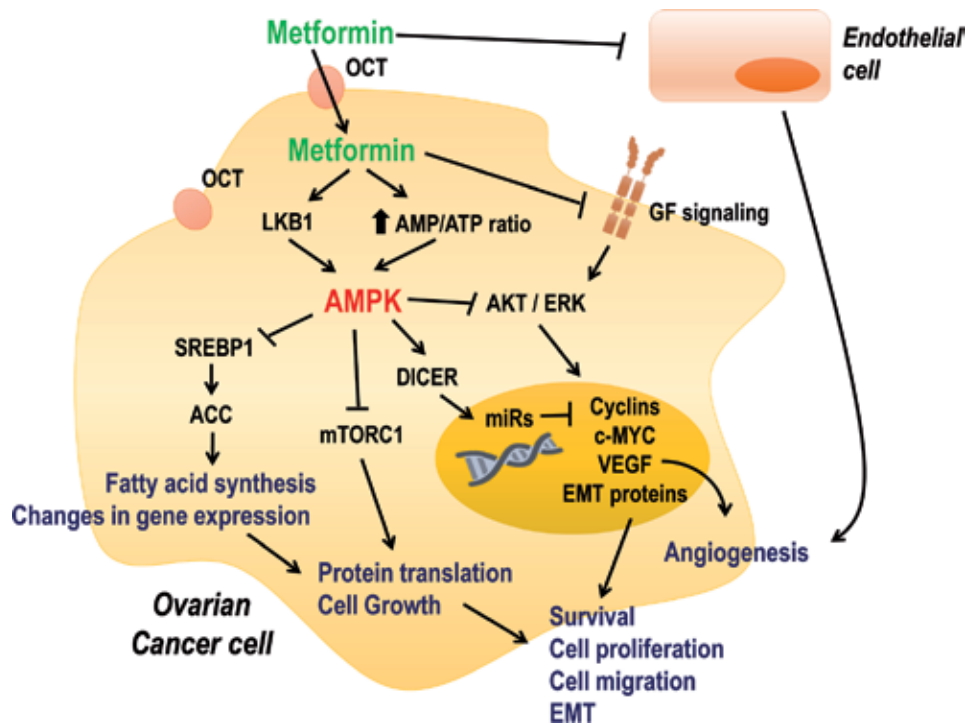 Metformin
Endothelial
cell
OCT
Metformin
OCT
LKB1
AMP/ATP ratio
GF signaling
AMPK
AKT / ERK
SREBP1
DICER
ACC
mTORC1
miRs
Cyclins
c-MYC
VEGF
EMT proteins
Fatty acid synthesis
Changes in gene expression
Angiogenesis
Protein translation
Cell Growth
Ovarian
Cancer cell
Survival
Cell proliferation
Cell migration
EMT